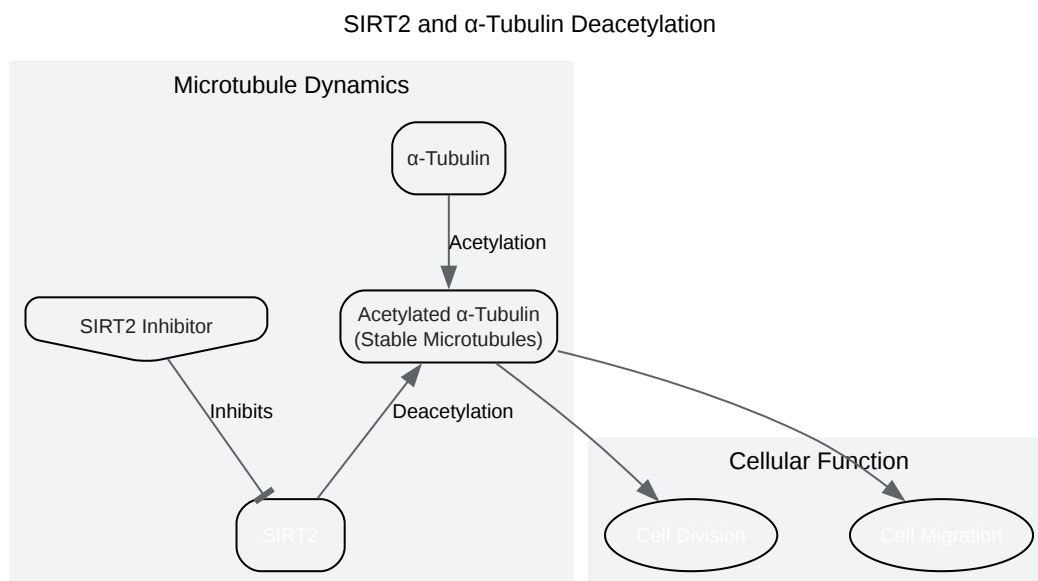 SIRT2 and α-Tubulin Deacetylation
Microtubule Dynamics
α-Tubulin
Acetylation
SIRT2 Inhibitor
Acetylated α-Tubulin
(Stable Microtubules)
Inhibits
Deacetylation
Cellular Function
SIRT2
Cell Division
Cell Migration